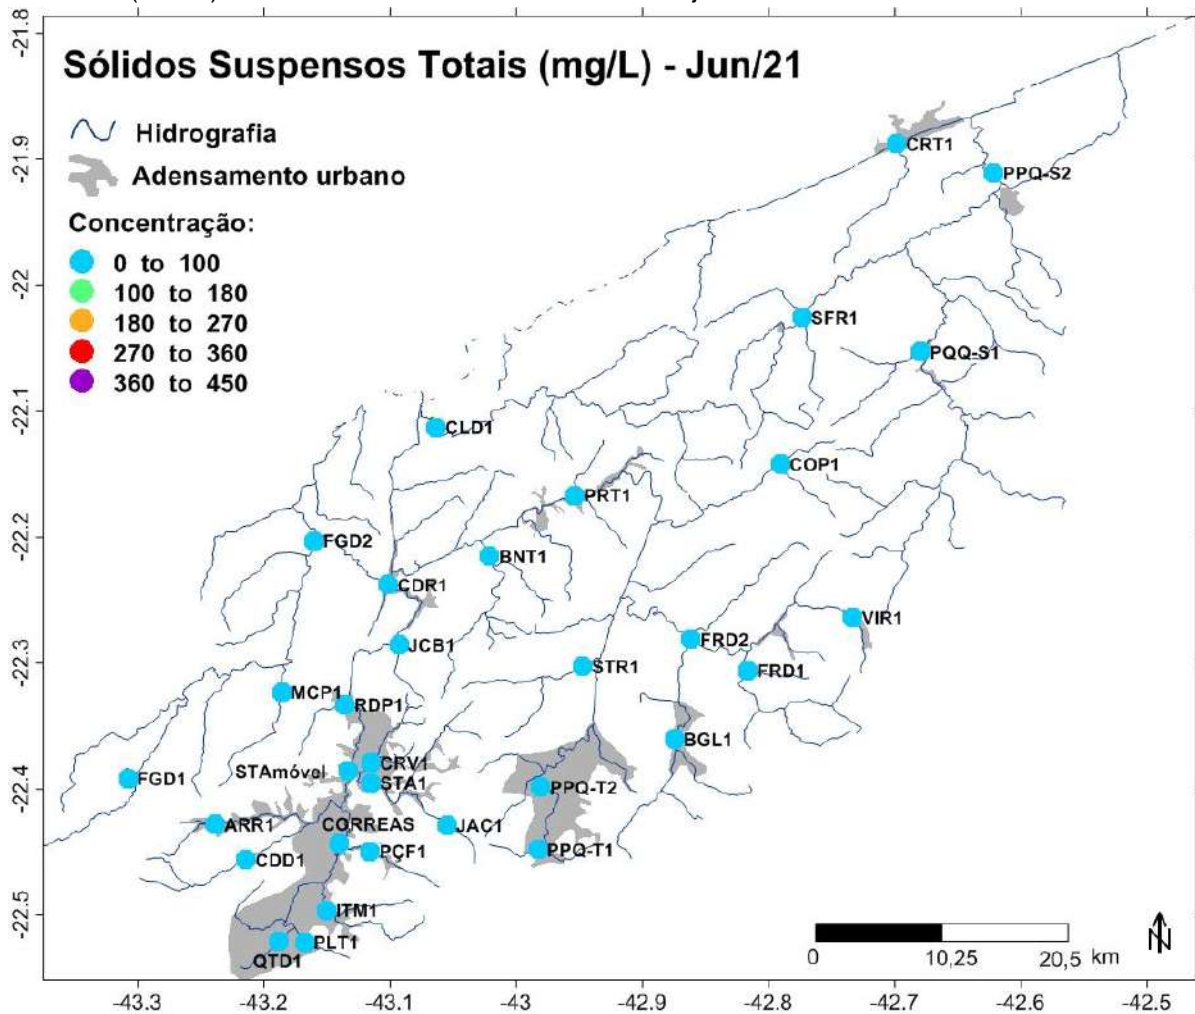 Sólidos Suspensos Totais (mg/L) - Jun/21
Hidrografia
Adensamento urbano
Concentração:
0 to 100
100 to 180
180 to 270
270 to 360
360 to 450
CRT1
PPQ-S2
SFR1
PQQ-S1
CLD1
COP1
PRT1
FGD2
BNT1
CDR1
VIR1
JCB1
FRD2
STR1
FRD1
MCP1
RDP1
BGL1
CRV1
STAmóvel
FGD1
STA1
PPQ-T2
ARR1
CORREAS
JAC1
PCF1
PPQ-T1
CDD1
ITM1
PLT1
QTD1
0 10,25 20,5 km
N
-21.8
-21.9
-22
-22.1
-22.2
-22.3
-22.4
-22.5
-43.3 -43.2 -43.1 -43 -42.9 -42.8 -42.7 -42.6 -42.5